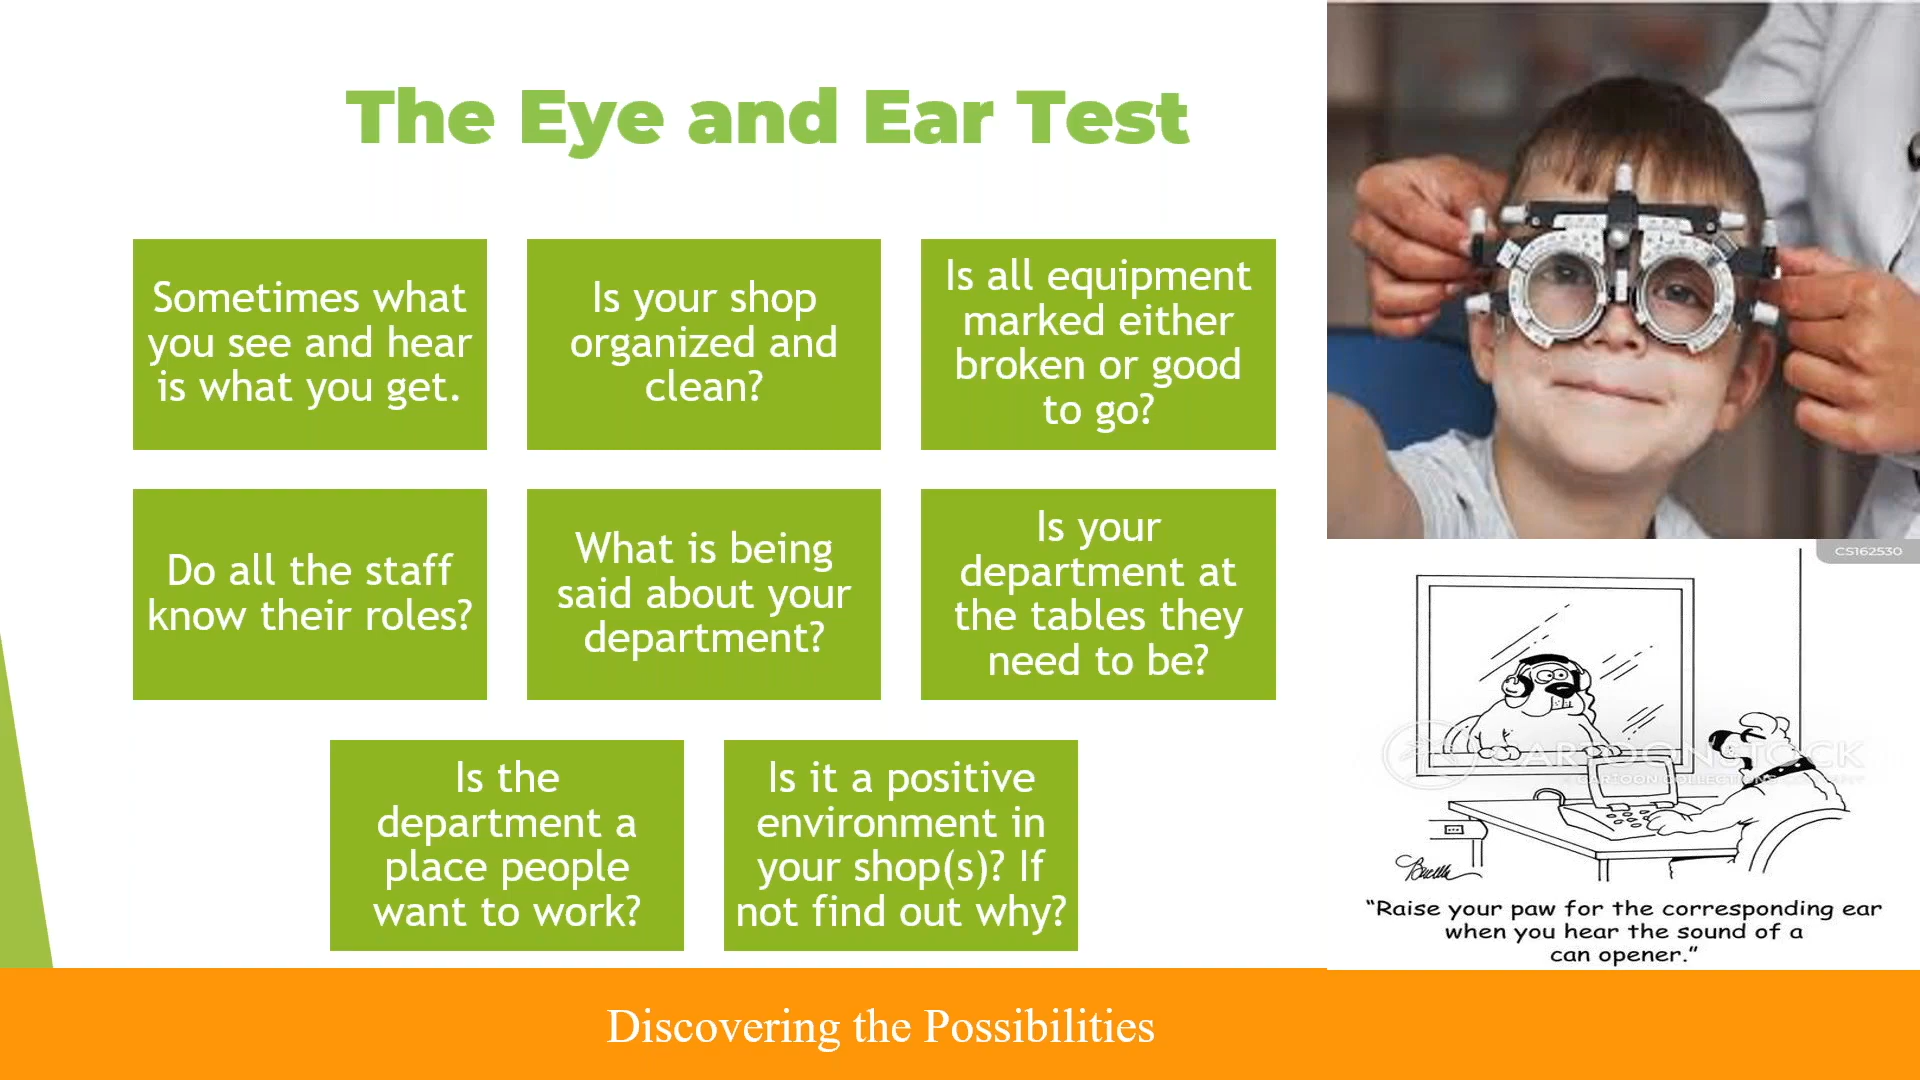 The Eye and Ear Test
Sometimes what
you see and hear
is what you get.
Is your shop
organized and
clean?
Is all equipment
marked either
broken or good
to go?
Do all the staff
know their roles?
What is being
said about your
department?
Is your
department at
the tables they
need to be?
Is the
department a
place people
want to work?
Is it a positive
environment in
your shop(s)? If
not find out why?
CS162530
CARTOONSTOCK
"Raise your paw for the corresponding ear
when you hear the sound of a
can opener."
Discovering the Possibilities